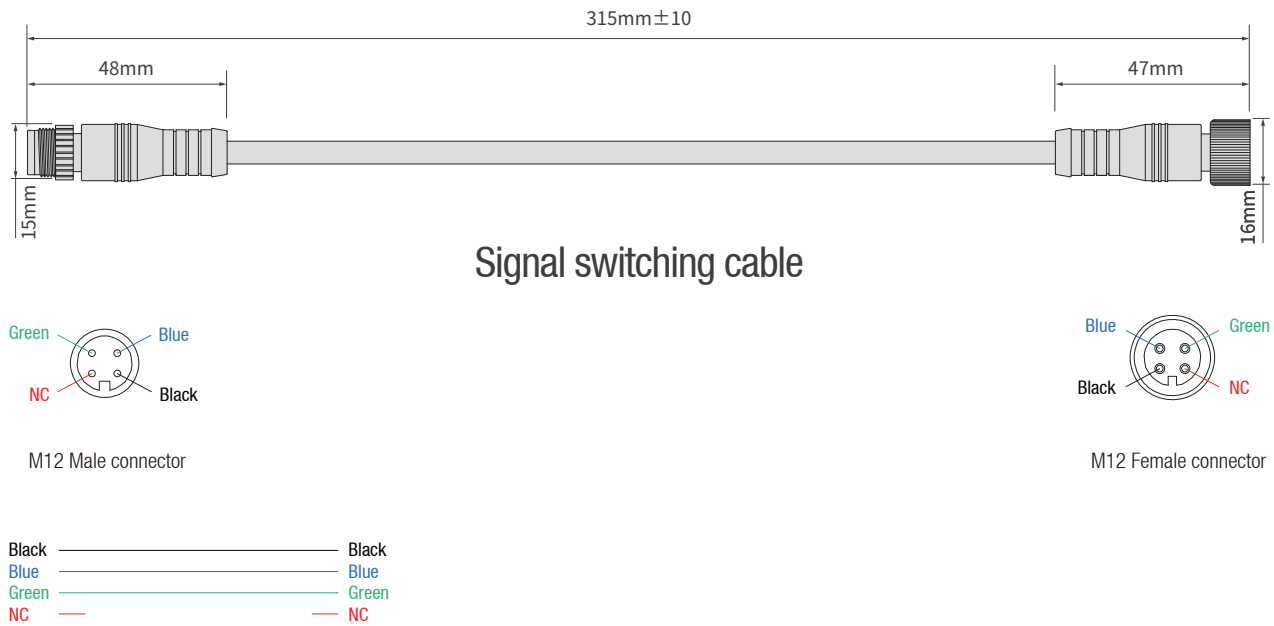 315mm±10
48mm
47mm
15mm
16mm
Signal switching cable
Green
Blue
NC
Black
Blue
Green
Black
NC
M12 Male connector
M12 Female connector
Black
Black
Blue
Blue
Green
Green
NC
NC